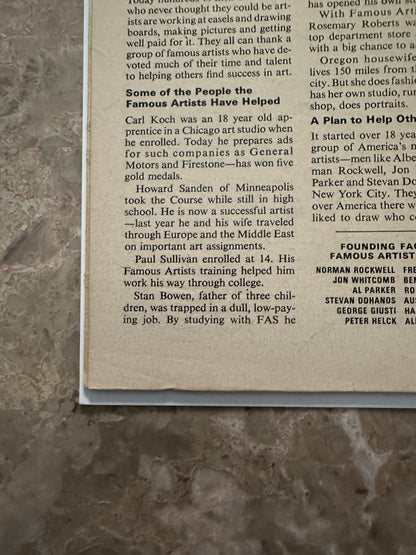 Today hundreds
who never thought they could be art-
ists are working at easels and drawing
boards, making pictures and getting
well paid for it. They all can thank a
group of famous artists who have de-
voted much of their time and talent
to helping others find success in art.
Some of the People the
Famous Artists Have Helped
Carl Koch was an 18 year old ap-
prentice in a Chicago art studio when
he enrolled. Today he prepares ads
for such companies as General
Motors and Firestone—has won five
gold medals.
Howard Sanden of Minneapolis
took the Course while still in high
school. He is now a successful artist
—last year he and his wife traveled
through Europe and the Middle East
on important art assignments.
Paul Sullivan enrolled at 14. His
Famous Artists training helped him
work his way through college.
Stan Bowen, father of three chil-
dren, was trapped in a dull, low-pay-
ing job. By studying with FAS he
has opened his own
With Famous Arti
Rosemary Roberts wa
top department store
with a big chance to a
Oregon housewife
lives 150 miles from t
city. But she does fashi
has her own studio, run
shop, does portraits.
A Plan to Help Oth
It started over 18 yea
group of America's m
artists—men like Albe
man Rockwell, Jon
Parker and Stevan Do
New York City. They
over America there w
liked to draw who c
FOUNDING FAC
FAMOUS ARTIST
NORMAN ROCKWELL FRE
JON WHITCOMB BEN
AL PARKER RO
STEVAN DOHANOS AUS
GEORGE GIUSTI HA
PETER HELCK AL